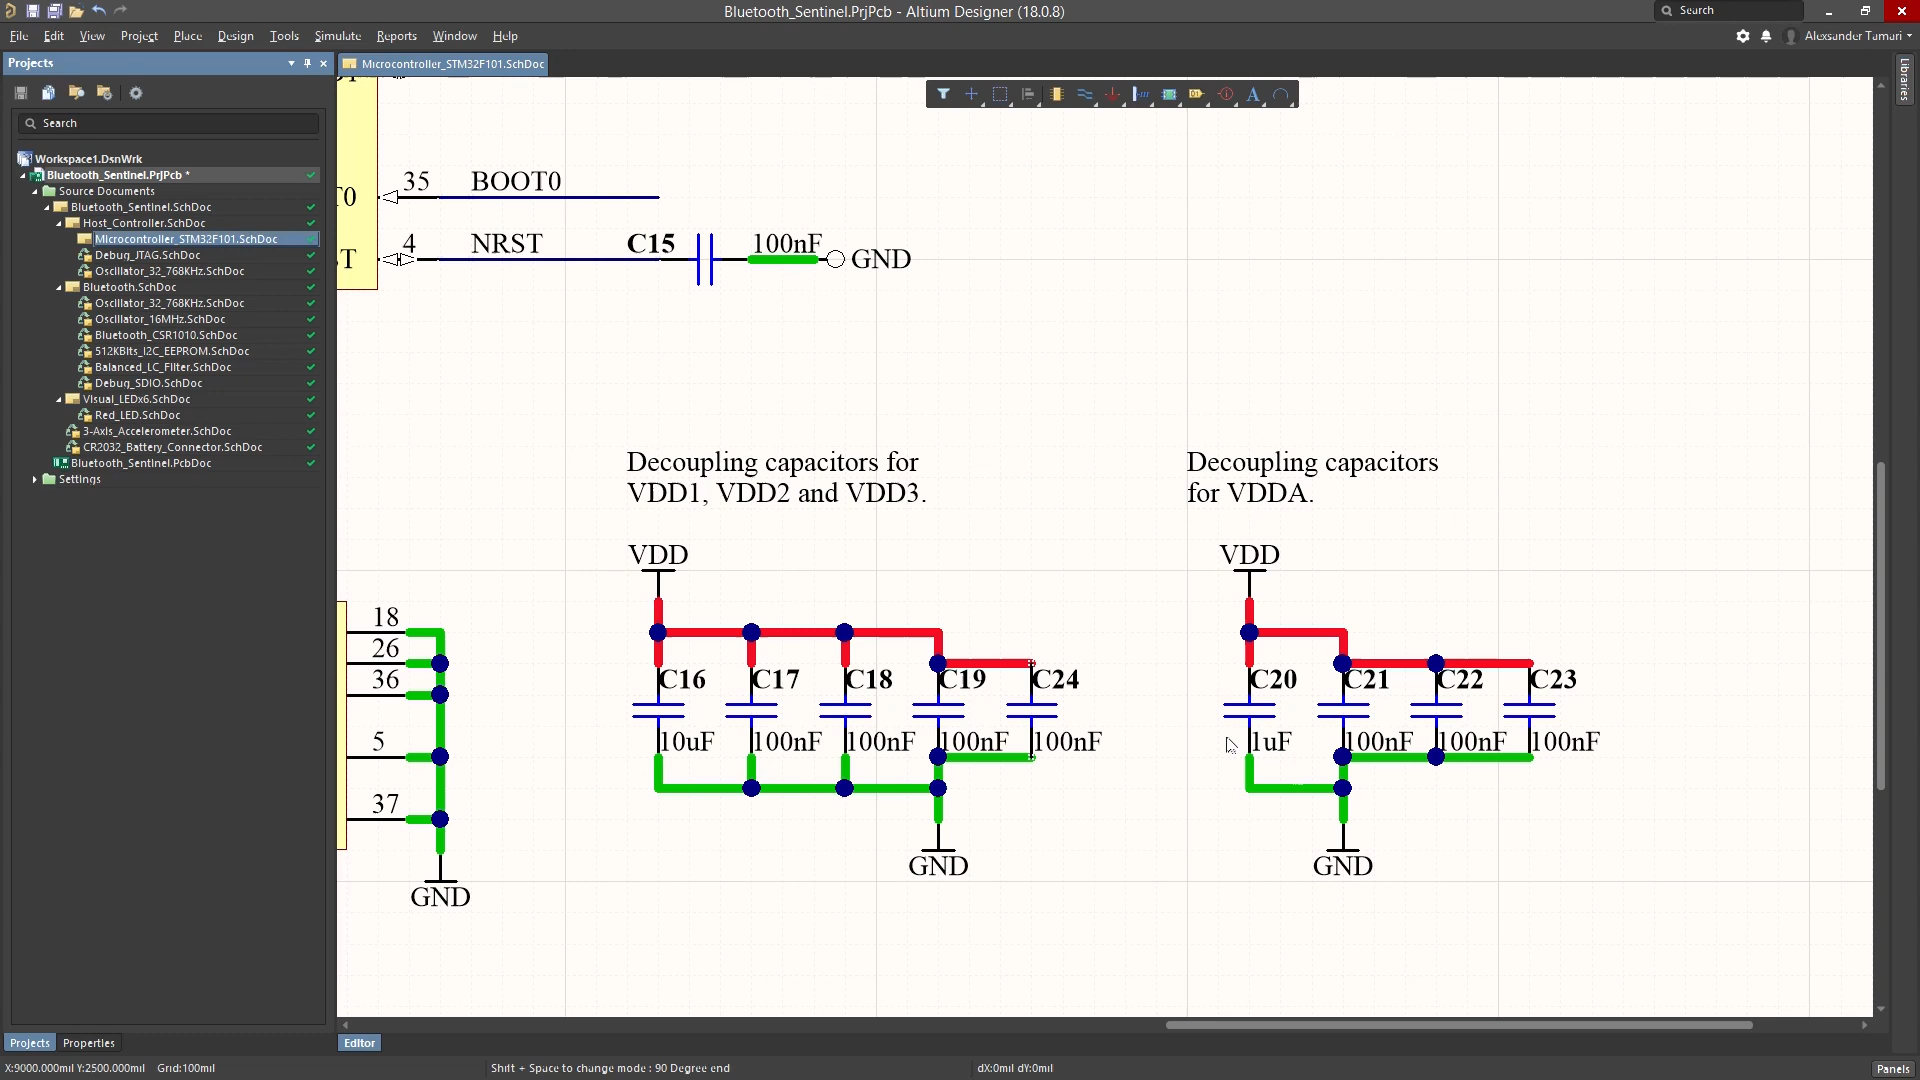 Bluetooth_Sentinel.PrjPcb - Altium Designer (18.0.8)
Search
File Edit View Project Place Design Tools Simulate Reports Window Help
Alexsander Tamari
Projects
Microcontroller_STM32F101.SchDoc
Libraries
Search
Workspace1.DsnWrk
Bluetooth_Sentinel.PrjPcb *
Source Documents
Bluetooth_Sentinel.SchDoc
Host_Controller.SchDoc
Microcontroller_STM32F101.SchDoc
Debug_JTAG.SchDoc
Oscillator_32_768KHz.SchDoc
Bluetooth.SchDoc
Oscillator_32_768KHz.SchDoc
Oscillator_16MHz.SchDoc
Bluetooth_CSR1010.SchDoc
512KBits_I2C_EEPROM.SchDoc
Balanced_LC_Filter.SchDoc
Debug_SDIO.SchDoc
Visual_LEDx6.SchDoc
Red_LED.SchDoc
3-Axis_Accelerometer.SchDoc
CR2032_Battery_Connector.SchDoc
Bluetooth_Sentinel.PcbDoc
Settings
T0 35 BOOT0
T 4 NRST C15 100nF GND
Decoupling capacitors for
VDD1, VDD2 and VDD3.
Decoupling capacitors
for VDDA.
VDD
VDD
18
26
36
5
37
GND
C16 C17 C18 C19 C24
10uF 100nF 100nF 100nF 100nF
GND
C20 C21 C22 C23
1uF 100nF 100nF 100nF
GND
Projects Properties
Editor
X:9000.000mil Y:2500.000mil Grid:100mil
Shift + Space to change mode : 90 Degree end
dX:0mil dY:0mil
Panels